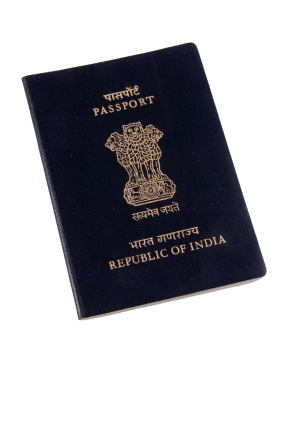 पासपोर्ट
PASSPORT
सत्यमेव जयते
भारत गणराज्य
REPUBLIC OF INDIA